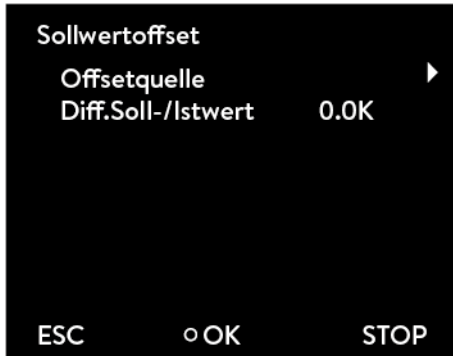 Sollwertoffset
Offsetquelle
Diff.Soll-/Istwert 0.0K
ESC OK STOP